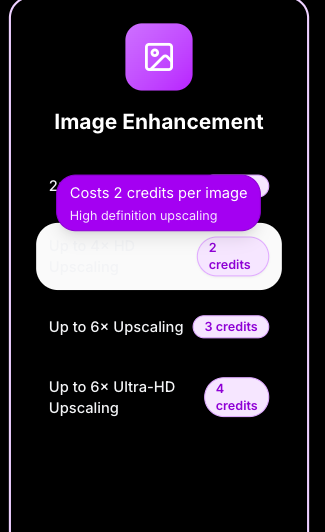 Image Enhancement
2
Costs 2 credits per image
High definition upscaling
Up to 4× HD
Upscaling
2
credits
Up to 6× Upscaling
3 credits
Up to 6× Ultra-HD
Upscaling
4
credits